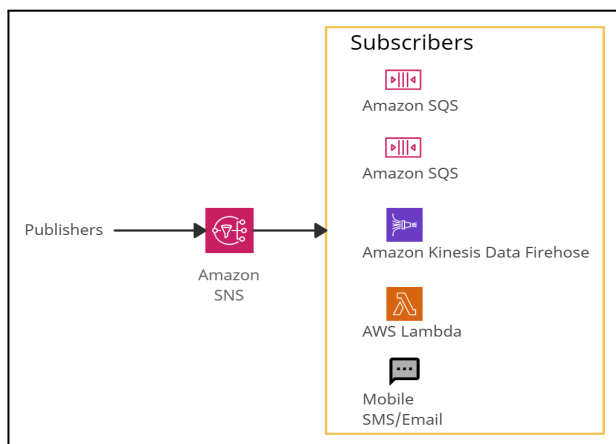 Subscribers
Amazon SQS
Amazon SQS
Publishers
Amazon
SNS
Amazon Kinesis Data Firehose
AWS Lambda
Mobile
SMS/Email